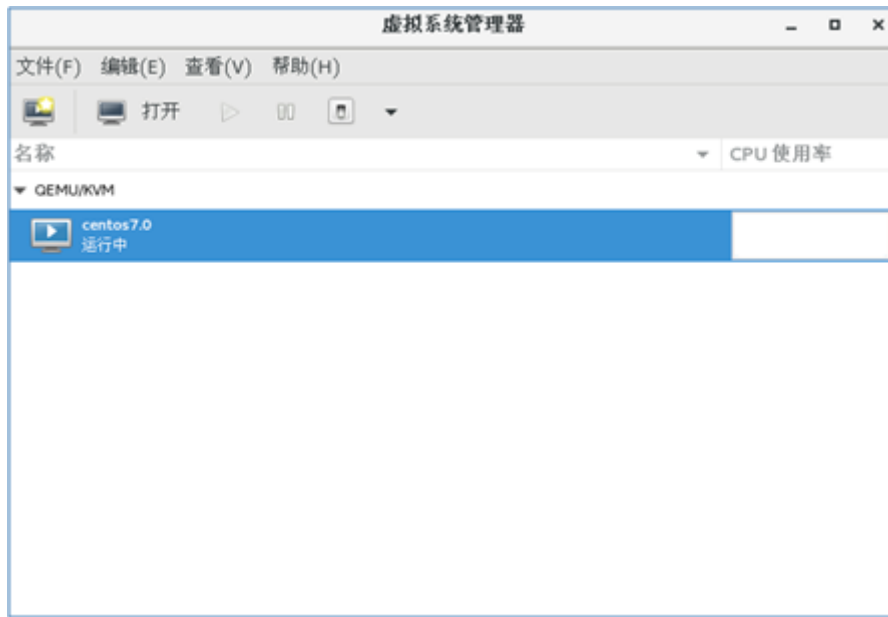 虚拟系统管理器
文件(F) 编辑(E) 查看(V) 帮助(H)
打开
名称 CPU 使用率
QEMU/KVM
centos7.0
运行中